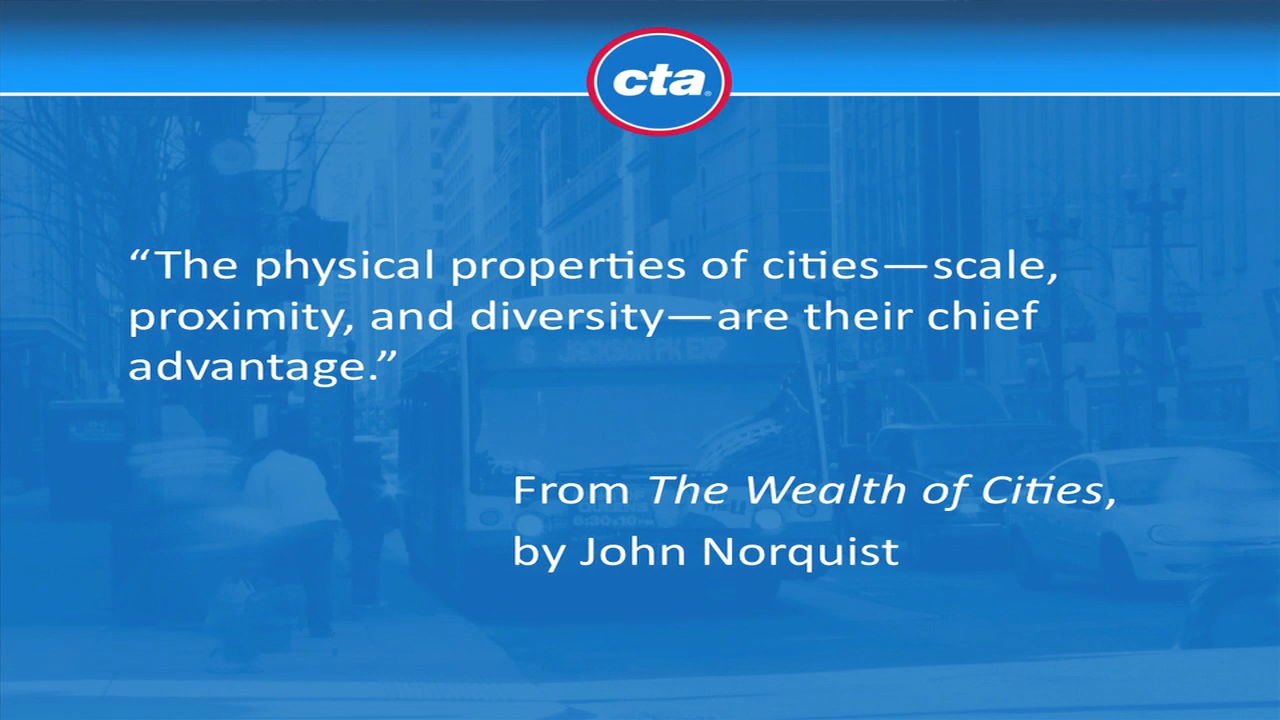 cta
“The physical properties of cities—scale,
proximity, and diversity—are their chief
advantage.”
From The Wealth of Cities,
by John Norquist